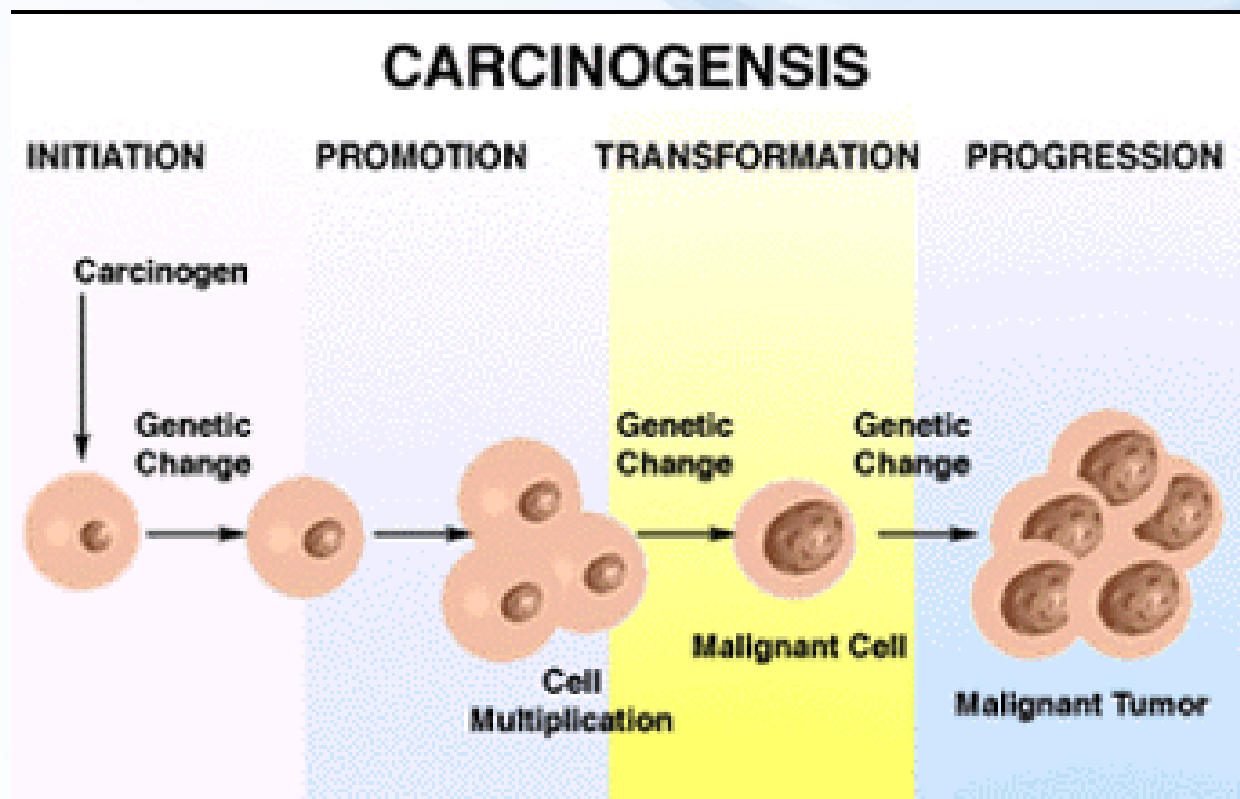 CARCINOGENSIS
INITIATION
PROMOTION
TRANSFORMATION
PROGRESSION
Carcinogen
Genetic
Change
Genetic
Change
Genetic
Change
Cell
Multiplication
Malignant Cell
Malignant Tumor